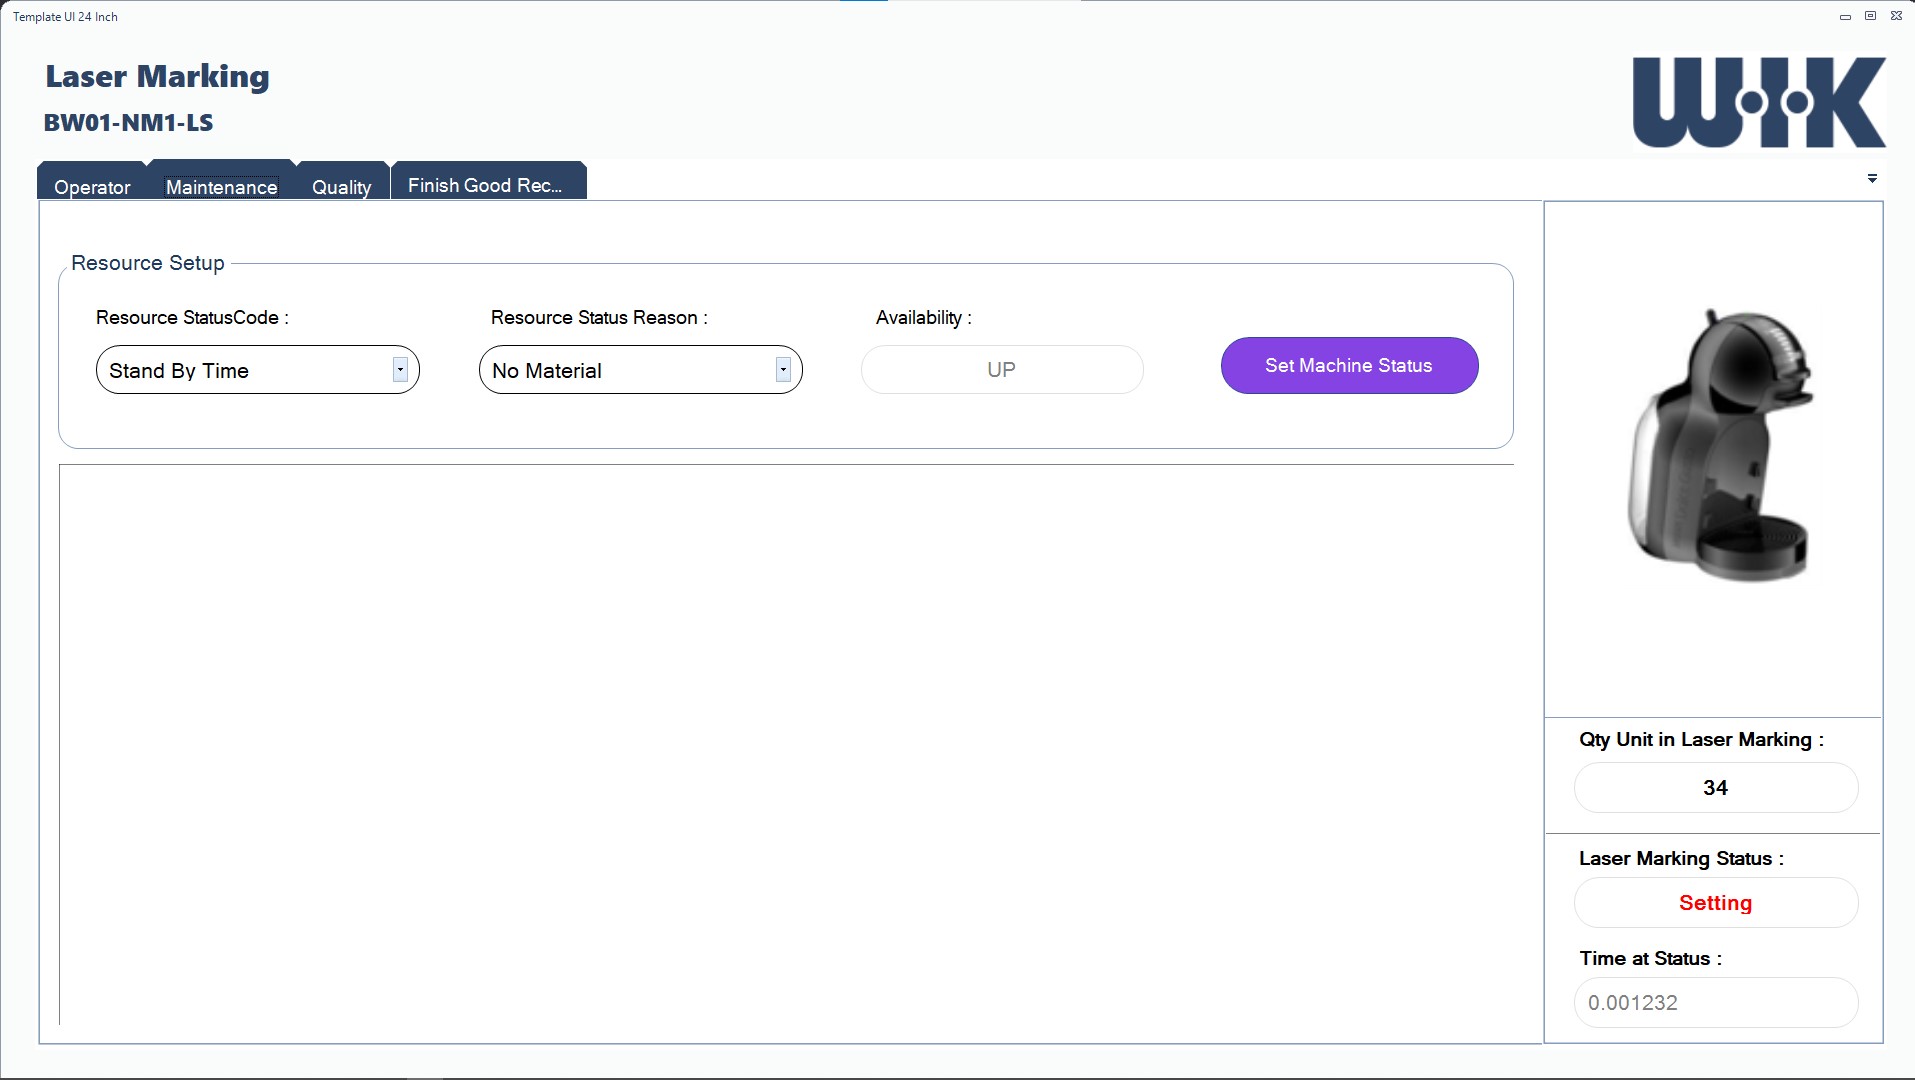 Template UI 24 Inch
Laser Marking
BW01-NM1-LS
WIK
Operator
Maintenance
Quality
Finish Good Rec...
Resource Setup
Resource StatusCode :
Resource Status Reason :
Availability :
Stand By Time
No Material
UP
Set Machine Status
Qty Unit in Laser Marking :
34
Laser Marking Status :
Setting
Time at Status :
0.001232